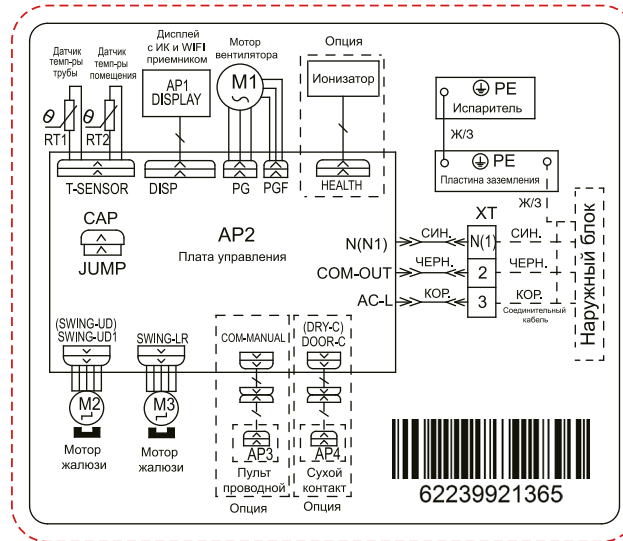 Датчик
темп-ры
трубы
Датчик
темп-ры
помещения
Дисплей
с ИК и WIFI
приемником
Мотор
вентилятора
Опция
AP1
DISPLAY
M1
Ионизатор
PE
Испаритель
Ж/З
θ
RT1
θ
RT2
PE
Пластина заземления
Ж/З
T-SENSOR
DISP
PG
PGF
HEALTH
CAP
JUMP
AP2
Плата управления
XT
N(N1)
СИН.
N(1)
СИН.
COM-OUT
ЧЕРН.
2
ЧЕРН.
AC-L
КОР.
3
КОР.
Соединительный
кабель
Наружный блок
(SWING-UD)
SWING-UD1
SWING-LR
COM-MANUAL
(DRY-C)
DOOR-C
M2
M3
Мотор
жалюзи
Мотор
жалюзи
AP3
Пульт
проводной
Опция
AP4
Сухой
контакт
Опция
62239921365